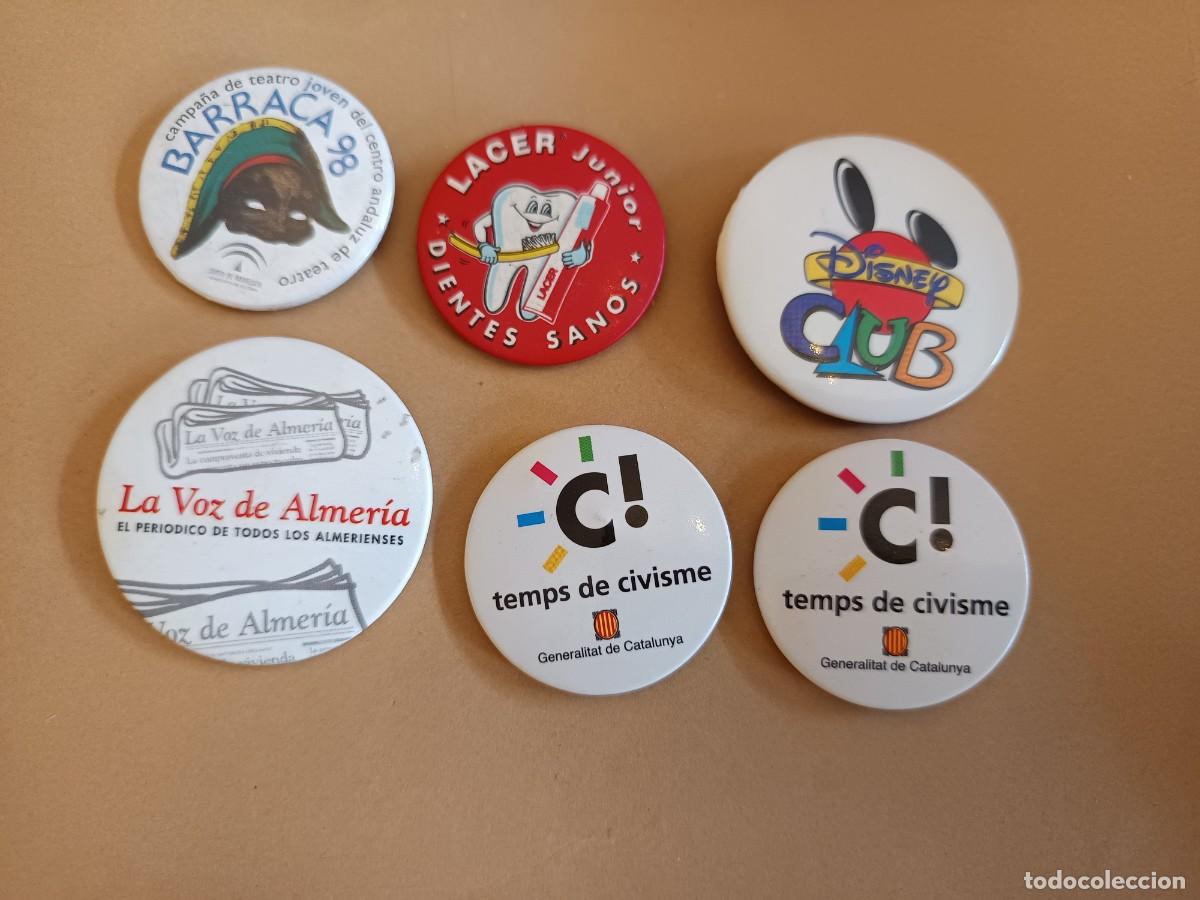 campaña de teatro joven del centro andaluz de teatro
BARRACA 98
LACER Junior
LACER
★ DIENTES SANOS ★
DISNEY
CLUB
La Voz de Almería
La Voz de Almería
EL PERIODICO DE TODOS LOS ALMERIENSES
Voz de Almería
vivienda
C!
temps de civisme
Generalitat de Catalunya
C!
temps de civisme
Generalitat de Catalunya
todocoleccion